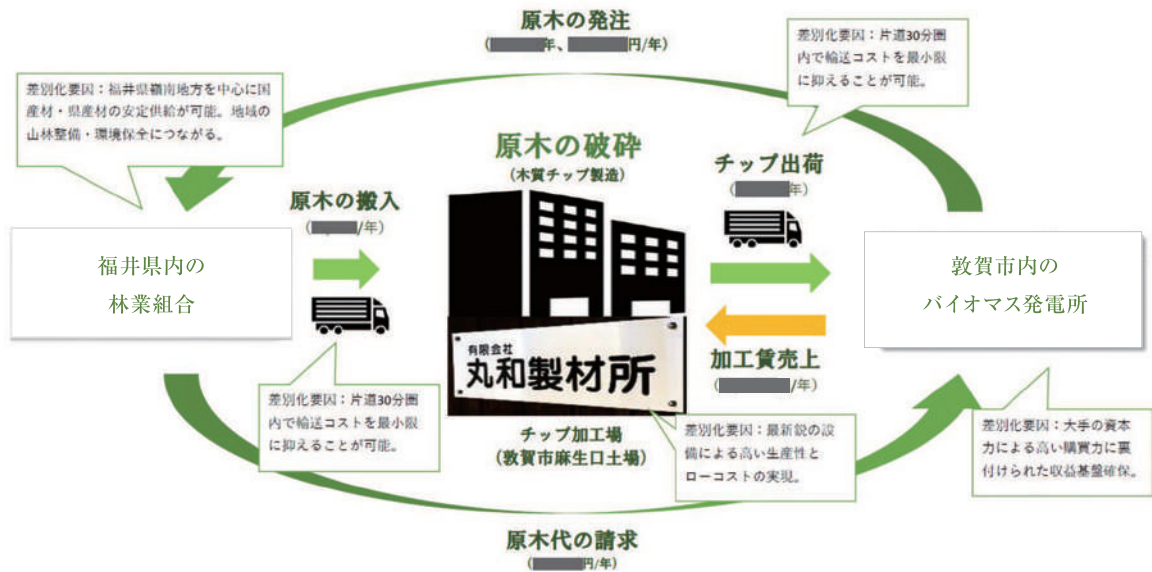 原木の発注
(年、円/年)
差別化要因：片道30分圏
内で輸送コストを最小限
に抑えることが可能。
差別化要因：福井県嶺南地方を中心に国
産材・県産材の安定供給が可能。地域の
山林整備・環境保全につながる。
原木の破砕
(木質チップ製造)
チップ出荷
(年)
原木の搬入
(/年)
福井県内の
林業組合
敦賀市内の
バイオマス発電所
有限会社
丸和製材所
加工賃売上
(/年)
チップ加工場
(敦賀市麻生口土場)
差別化要因：片道30分圏
内で輸送コストを最小限
に抑えることが可能。
差別化要因：最新鋭の設
備による高い生産性と
ローコストの実現。
差別化要因：大手の資本
力による高い購買力に裏
付けられた収益基盤確保。
原木代の請求
(円/年)